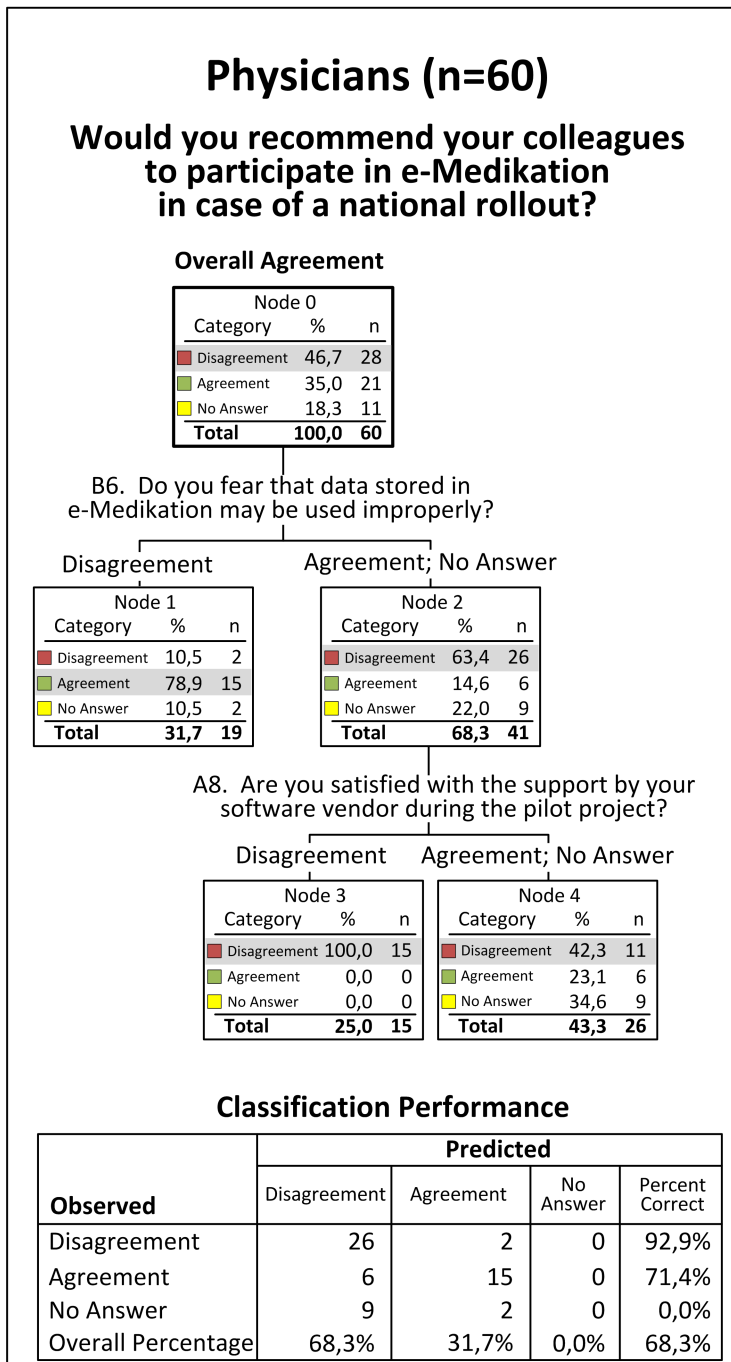 Physicians (n=60)
Would you recommend your colleagues
to participate in e-Medikation
in case of a national rollout?
Overall Agreement
Node 0
Category % n
Disagreement 46,7 28
Agreement 35,0 21
No Answer 18,3 11
Total 100,0 60
B6. Do you fear that data stored in
e-Medikation may be used improperly?
Disagreement
Node 1
Category % n
Disagreement 10,5 2
Agreement 78,9 15
No Answer 10,5 2
Total 31,7 19
Agreement; No Answer
Node 2
Category % n
Disagreement 63,4 26
Agreement 14,6 6
No Answer 22,0 9
Total 68,3 41
A8. Are you satisfied with the support by your
software vendor during the pilot project?
Disagreement
Node 3
Category % n
Disagreement 100,0 15
Agreement 0,0 0
No Answer 0,0 0
Total 25,0 15
Agreement; No Answer
Node 4
Category % n
Disagreement 42,3 11
Agreement 23,1 6
No Answer 34,6 9
Total 43,3 26
Classification Performance
Predicted
Observed Disagreement Agreement No Answer Percent Correct
Disagreement 26 2 0 92,9%
Agreement 6 15 0 71,4%
No Answer 9 2 0 0,0%
Overall Percentage 68,3% 31,7% 0,0% 68,3%